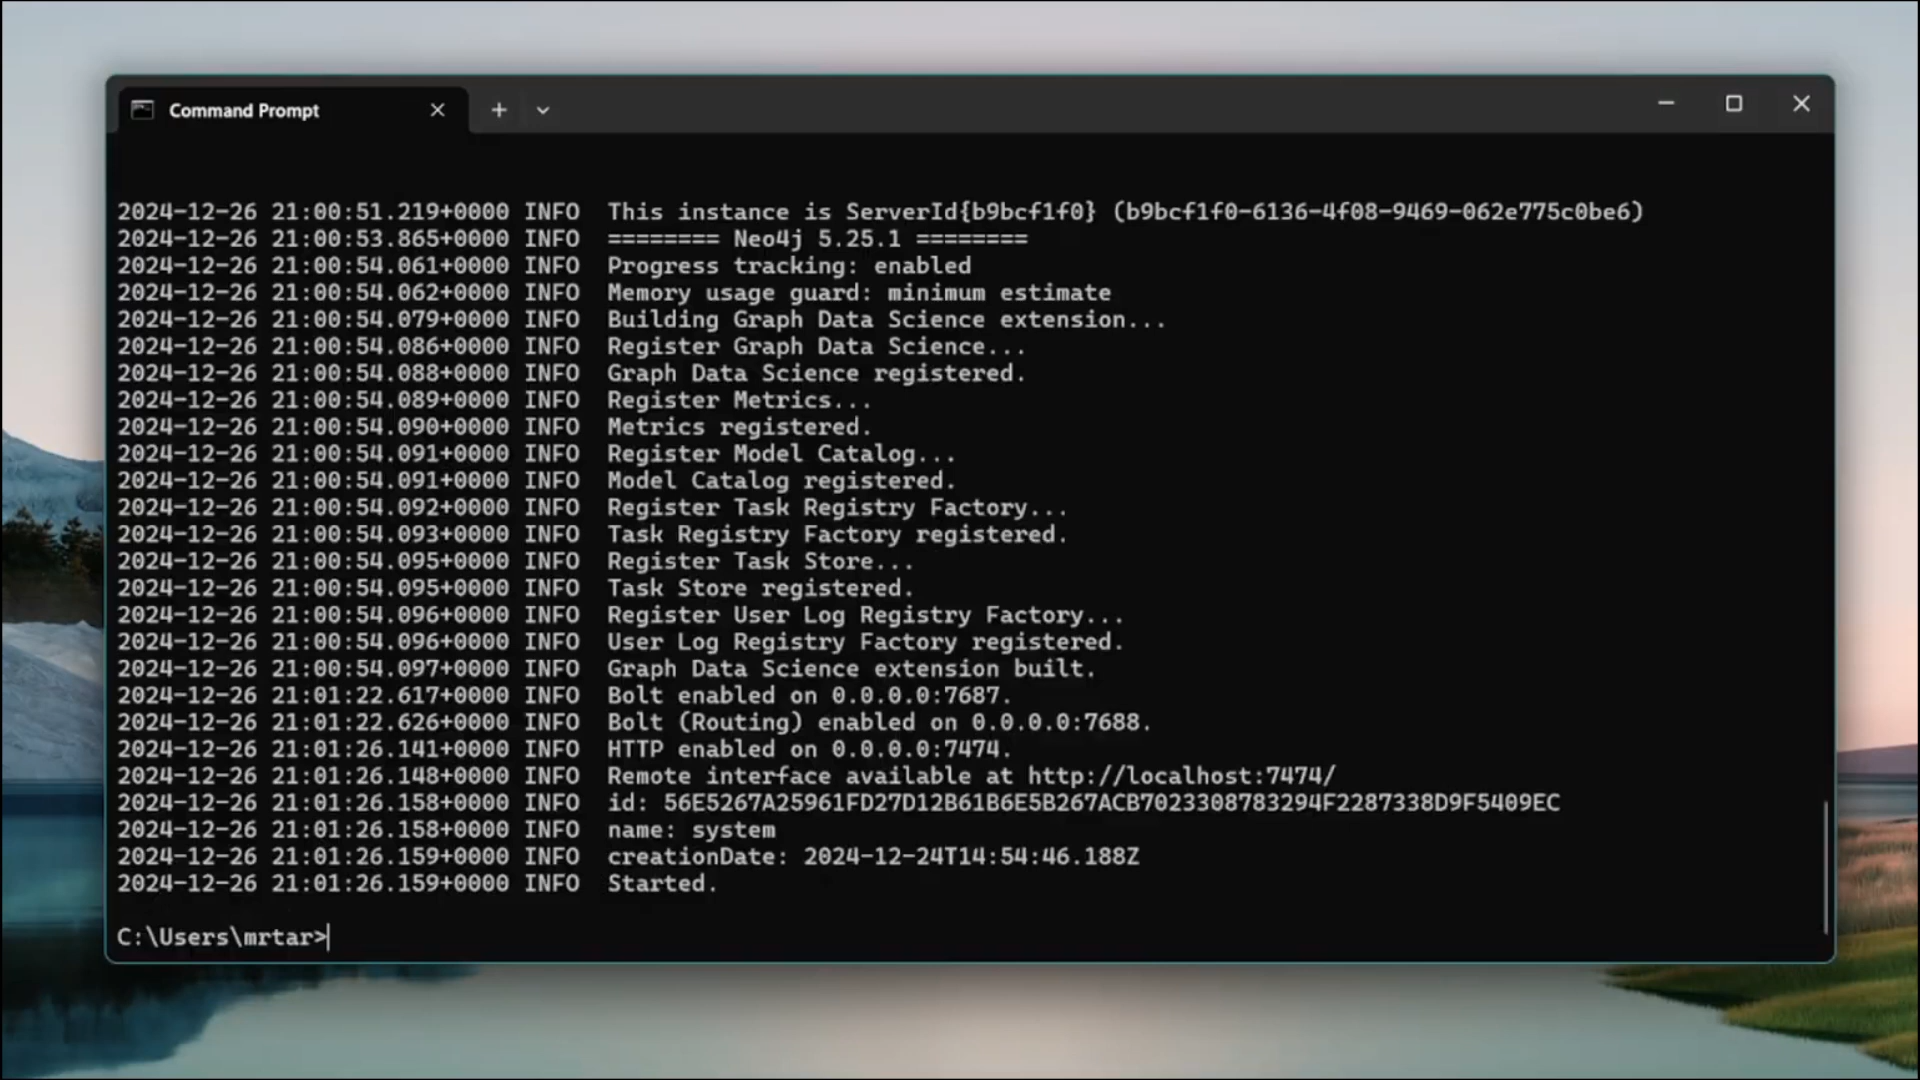 Command Prompt
2024-12-26 21:00:51.219+0000 INFO  This instance is ServerId{b9bcf1f0} (b9bcf1f0-6136-4f08-9469-062e775c0be6)
2024-12-26 21:00:53.865+0000 INFO  ======== Neo4j 5.25.1 ========
2024-12-26 21:00:54.061+0000 INFO  Progress tracking: enabled
2024-12-26 21:00:54.062+0000 INFO  Memory usage guard: minimum estimate
2024-12-26 21:00:54.079+0000 INFO  Building Graph Data Science extension...
2024-12-26 21:00:54.086+0000 INFO  Register Graph Data Science...
2024-12-26 21:00:54.088+0000 INFO  Graph Data Science registered.
2024-12-26 21:00:54.089+0000 INFO  Register Metrics...
2024-12-26 21:00:54.090+0000 INFO  Metrics registered.
2024-12-26 21:00:54.091+0000 INFO  Register Model Catalog...
2024-12-26 21:00:54.091+0000 INFO  Model Catalog registered.
2024-12-26 21:00:54.092+0000 INFO  Register Task Registry Factory...
2024-12-26 21:00:54.093+0000 INFO  Task Registry Factory registered.
2024-12-26 21:00:54.095+0000 INFO  Register Task Store...
2024-12-26 21:00:54.095+0000 INFO  Task Store registered.
2024-12-26 21:00:54.096+0000 INFO  Register User Log Registry Factory...
2024-12-26 21:00:54.096+0000 INFO  User Log Registry Factory registered.
2024-12-26 21:00:54.097+0000 INFO  Graph Data Science extension built.
2024-12-26 21:01:22.617+0000 INFO  Bolt enabled on 0.0.0.0:7687.
2024-12-26 21:01:22.626+0000 INFO  Bolt (Routing) enabled on 0.0.0.0:7688.
2024-12-26 21:01:26.141+0000 INFO  HTTP enabled on 0.0.0.0:7474.
2024-12-26 21:01:26.148+0000 INFO  Remote interface available at http://localhost:7474/
2024-12-26 21:01:26.158+0000 INFO  id: 56E5267A25961FD27D12B61B6E5B267ACB7023308783294F2287338D9F5409EC
2024-12-26 21:01:26.158+0000 INFO  name: system
2024-12-26 21:01:26.159+0000 INFO  creationDate: 2024-12-24T14:54:46.188Z
2024-12-26 21:01:26.159+0000 INFO  Started.
C:\Users\mrtar>